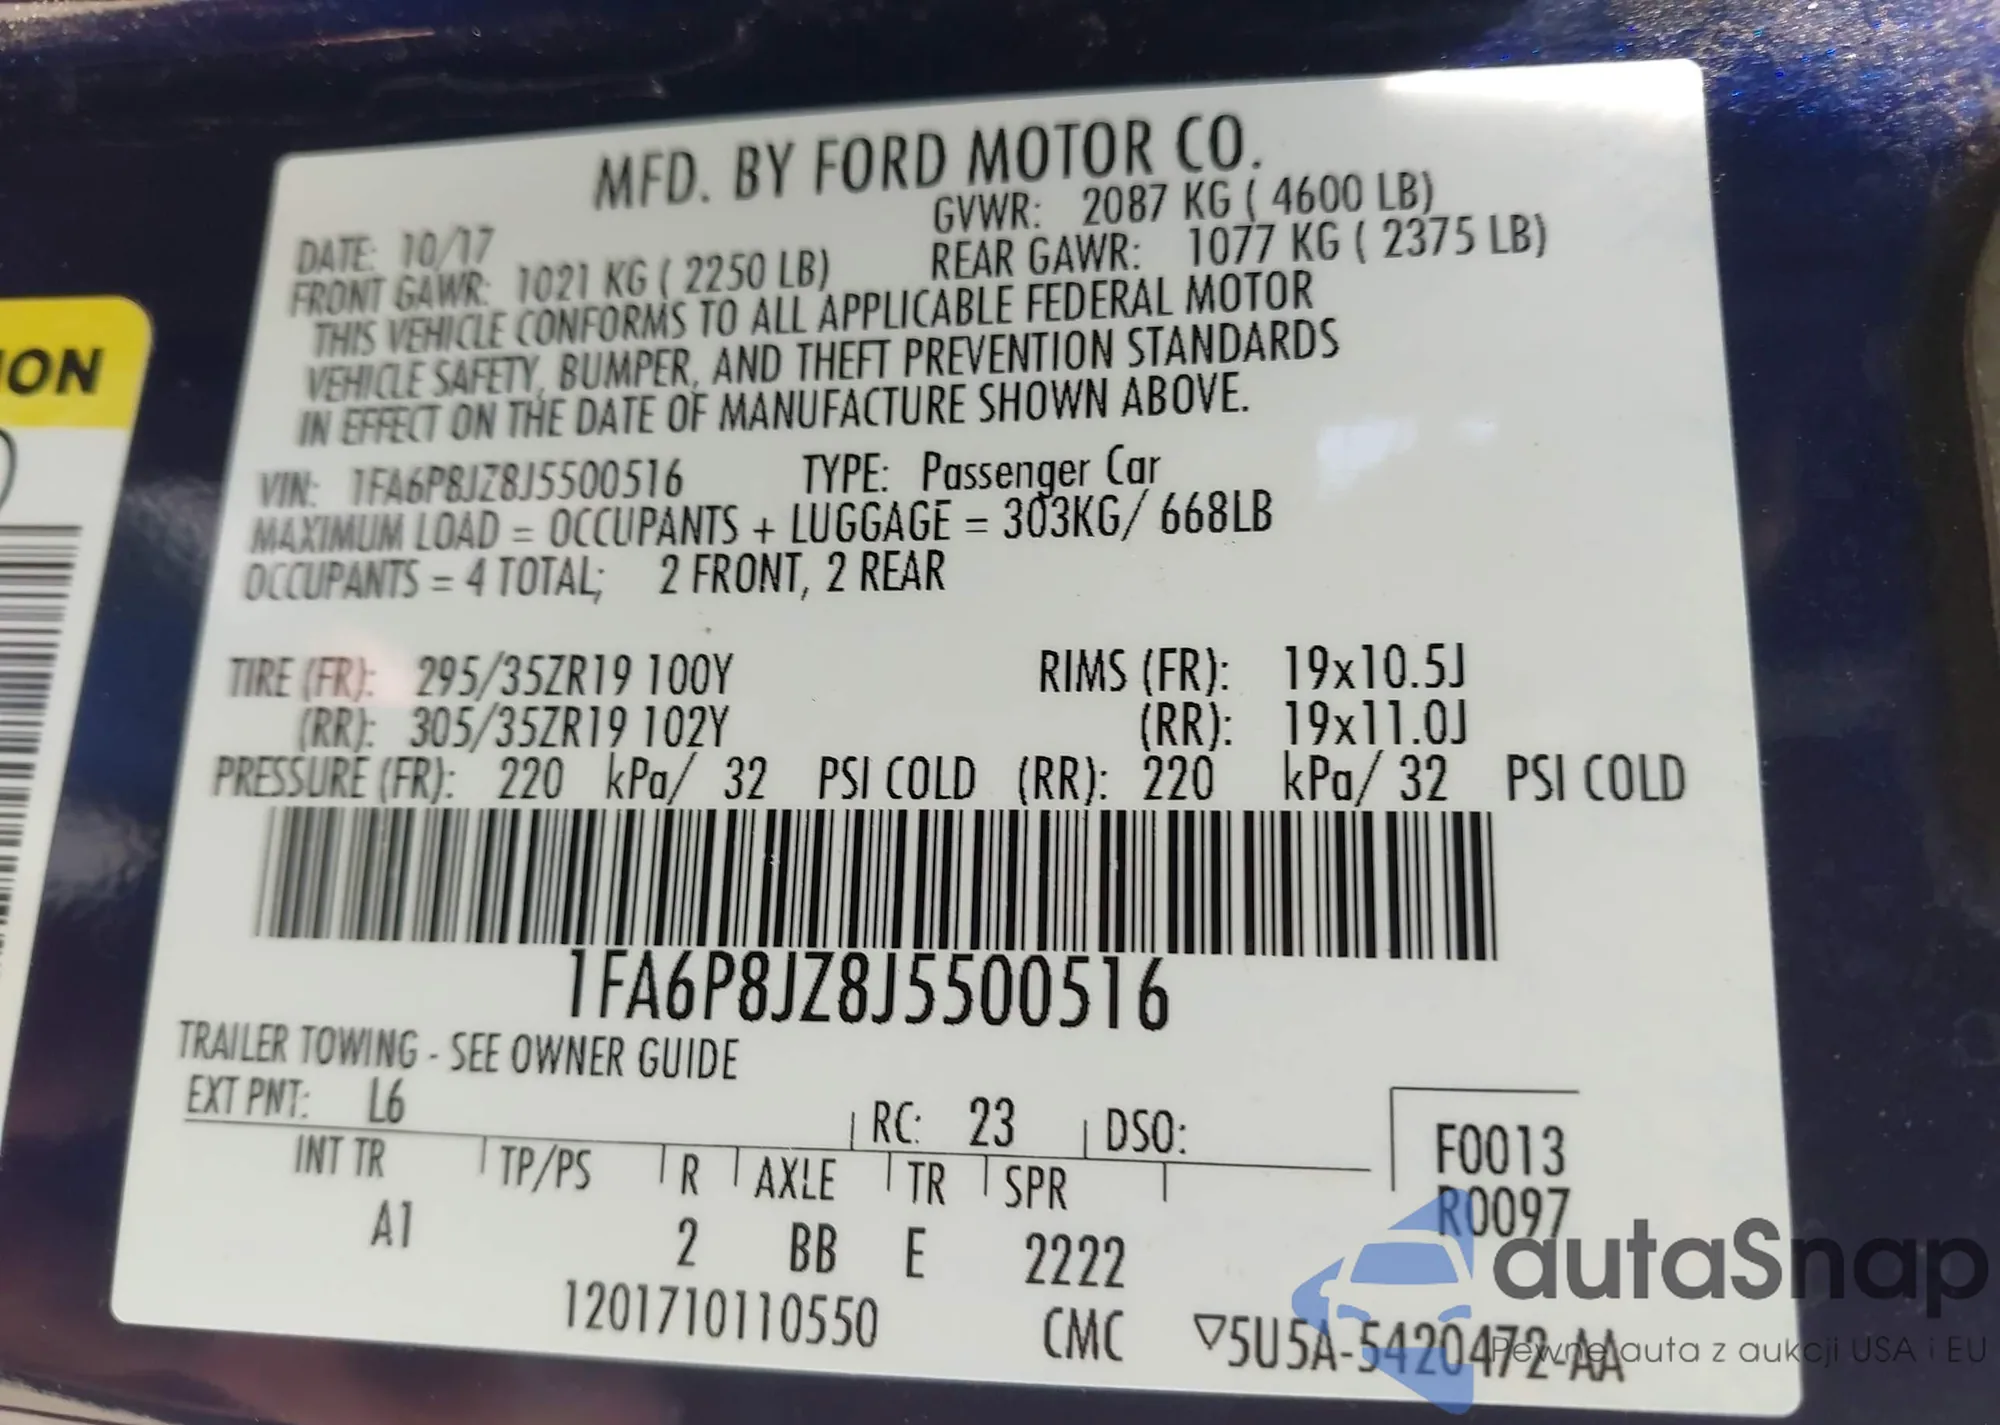 MFD. BY FORD MOTOR CO.
DATE: 10/17 GVWR: 2087 KG ( 4600 LB)
FRONT GAWR: 1021 KG ( 2250 LB) REAR GAWR: 1077 KG ( 2375 LB)
THIS VEHICLE CONFORMS TO ALL APPLICABLE FEDERAL MOTOR
VEHICLE SAFETY, BUMPER, AND THEFT PREVENTION STANDARDS
IN EFFECT ON THE DATE OF MANUFACTURE SHOWN ABOVE.
VIN: 1FA6P8JZ8J5500516 TYPE: Passenger Car
MAXIMUM LOAD = OCCUPANTS + LUGGAGE = 303KG/ 668LB
OCCUPANTS = 4 TOTAL; 2 FRONT, 2 REAR
TIRE (FR): 295/35ZR19 100Y RIMS (FR): 19x10.5J
(RR): 305/35ZR19 102Y (RR): 19x11.0J
PRESSURE (FR): 220 kPa/ 32 PSI COLD (RR): 220 kPa/ 32 PSI COLD
1FA6P8JZ8J5500516
TRAILER TOWING - SEE OWNER GUIDE
EXT PNT: L6 RC: 23 DSO:
INT TR TP/PS R AXLE TR SPR
A1 2 BB E 2222
F0013
R0097
1201710110550 CMC ▽5U5A-5420472-AA
ION
autaSnap
Pewne auta z aukcji USA i EU